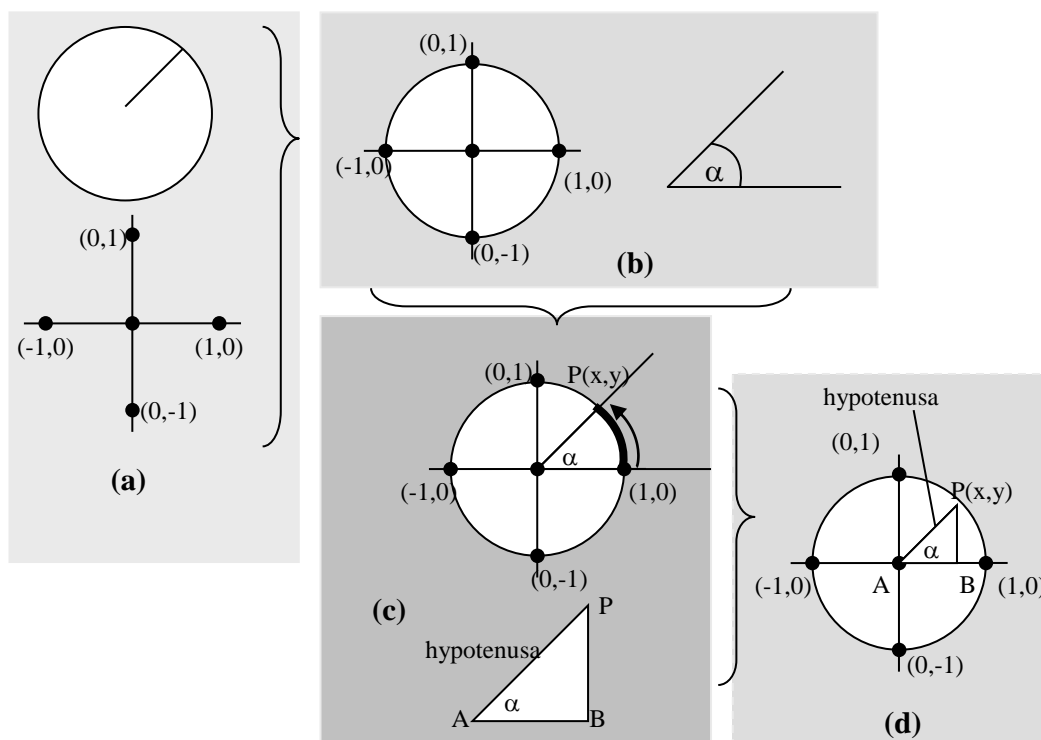 (0,1)
(-1,0)
(1,0)
(0,-1)
(a)
(0,1)
(-1,0)
(1,0)
(0,-1)
α
(b)
(0,1)
P(x,y)
α
(-1,0)
(1,0)
(0,-1)
(c)
P
hypotenusa
α
A
B
hypotenusa
(0,1)
P(x,y)
α
(-1,0)
A
B
(1,0)
(0,-1)
(d)